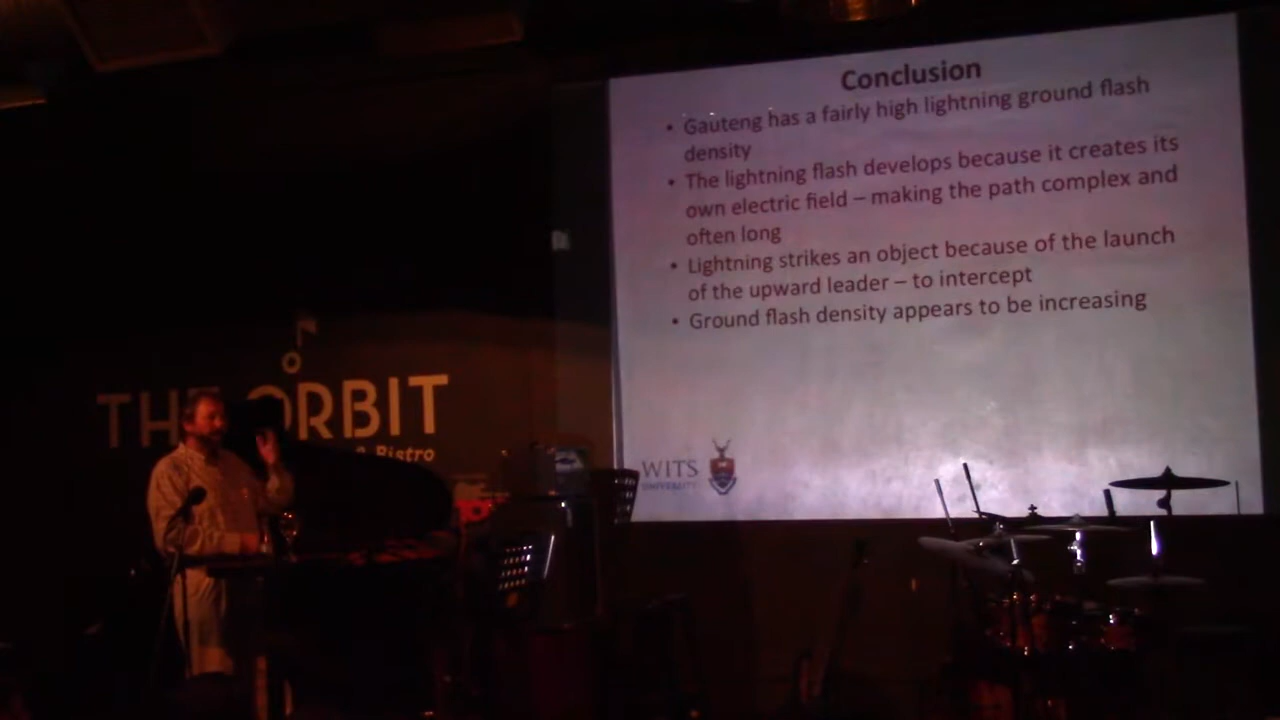 Conclusion
• Gauteng has a fairly high lightning ground flash
density
• The lightning flash develops because it creates its
own electric field – making the path complex and
often long
• Lightning strikes an object because of the launch
of the upward leader – to intercept
• Ground flash density appears to be increasing
WITS
UNIVERSITY
THE ORBIT
& Bistro